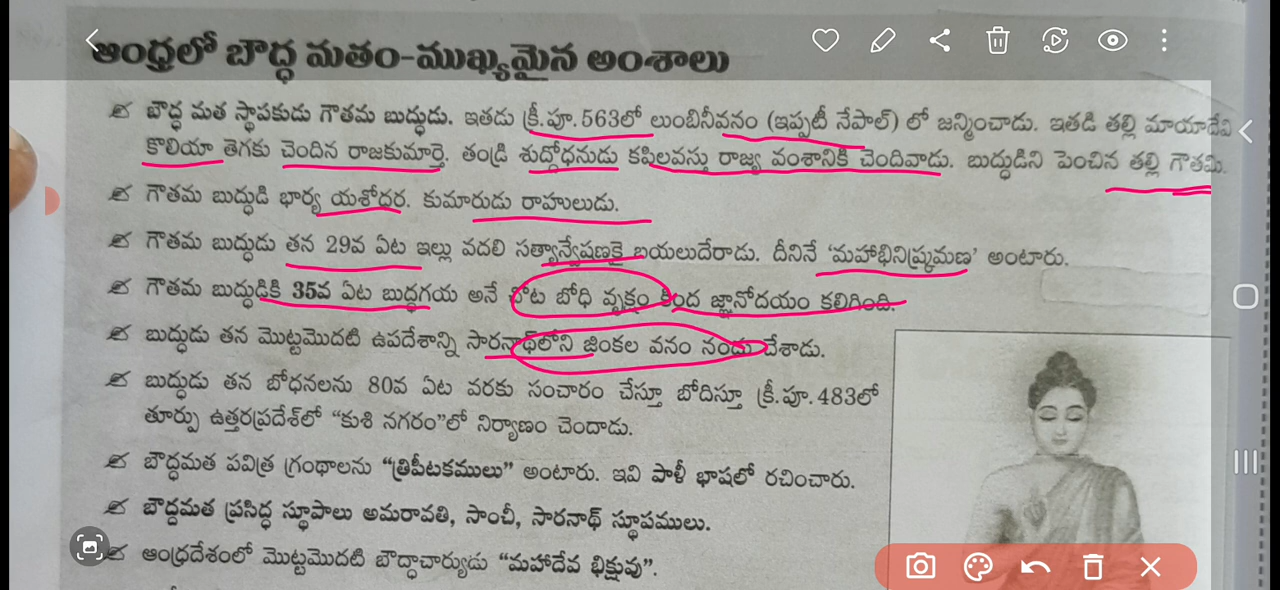 ఆంధ్రలో బౌద్ధ మతం-ముఖ్యమైన అంశాలు
బౌద్ధ మత స్థాపకుడు గౌతమ బుద్ధుడు. ఇతడు క్రీ.పూ. 563లో లుంబినీవనం (ఇప్పటి నేపాల్) లో జన్మించాడు. ఇతడి తల్లి మాయాదేవి
కొలియా తెగకు చెందిన రాజకుమార్తె. తండ్రి శుద్ధోధనుడు కపిలవస్తు రాజ్య వంశానికి చెందివాడు. బుద్ధుడిని పెంచిన తల్లి గౌతమి.
గౌతమ బుద్ధుడి భార్య యశోధర. కుమారుడు రాహులుడు.
గౌతమ బుద్ధుడు తన 29వ ఏట ఇల్లు వదలి సత్యాన్వేషణకై బయలుదేరాడు. దీనినే ‘మహాభినిష్క్రమణ’ అంటారు.
గౌతమ బుద్ధుడికి 35వ ఏట బుద్ధగయ అనే చోట బోధి వృక్షం క్రింద జ్ఞానోదయం కలిగింది.
బుద్ధుడు తన మొట్టమొదటి ఉపదేశాన్ని సారనాథ్‌లోని జింకల వనం నందు చేశాడు.
బుద్ధుడు తన బోధనలను 80వ ఏట వరకు సంచారం చేస్తూ బోదిస్తూ క్రీ.పూ. 483లో
తూర్పు ఉత్తరప్రదేశ్‌లో “కుశి నగరం”లో నిర్యాణం చెందాడు.
బౌద్ధమత పవిత్ర గ్రంథాలను “త్రిపీటకములు” అంటారు. ఇవి పాళీ భాషలో రచించారు.
బౌద్ధమత ప్రసిద్ధ స్థూపాలు అమరావతి, సాంచీ, సారనాథ్ స్థూపములు.
ఆంధ్రదేశంలో మొట్టమొదటి బౌద్ధాచార్యుడు “మహాదేవ భిక్షువు”.